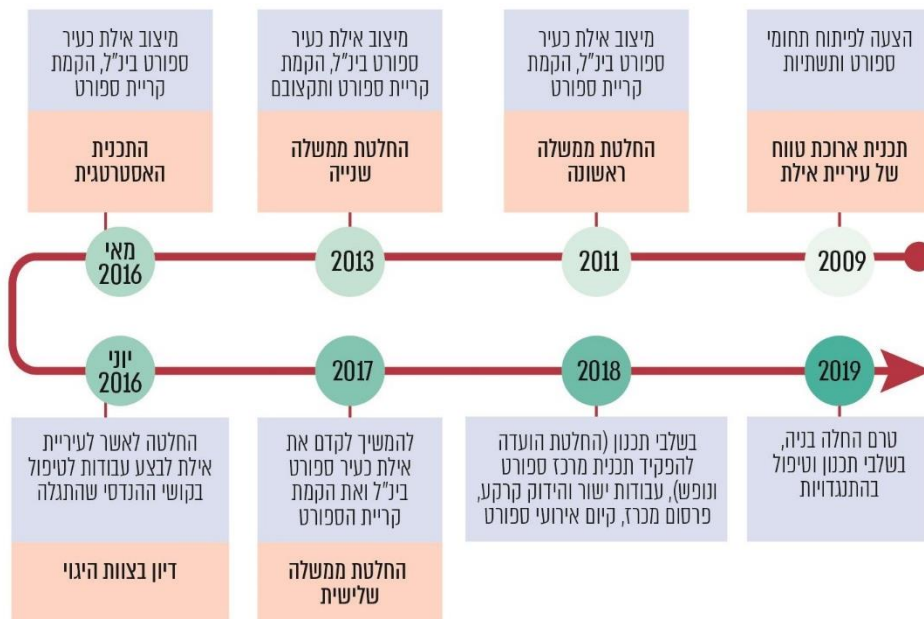 הצעה לפיתוח תחומי
ספורט ותשתיות
תכנית ארוכת טווח
של עיריית אילת
2009
מיצוב אילת כעיר
ספורט בינ"ל, הקמת
קריית ספורט
החלטת ממשלה
ראשונה
2011
מיצוב אילת כעיר
ספורט בינ"ל, הקמת
קריית ספורט ותקצובם
החלטת ממשלה
שנייה
2013
מיצוב אילת כעיר
ספורט בינ"ל, הקמת
קריית ספורט
התכנית
האסטרטגית
מאי
2016
יוני
2016
החלטה לאשר לעיריית
אילת לבצע עבודות לטיפול
בקושי ההנדסי שהתגלה
דיון בצוות היגוי
2017
להמשיך לקדם את
אילת כעיר ספורט
בינ"ל ואת הקמת
קריית הספורט
החלטת ממשלה
שלישית
2018
בשלבי תכנון (החלטת הועדה
להפקיד תכנית מרכז ספורט
ונופש), עבודות ישור והידוק קרקע,
פרסום מכרז, קיום אירועי ספורט
2019
טרם החלה בניה,
בשלבי תכנון וטיפול
בהתנגדויות